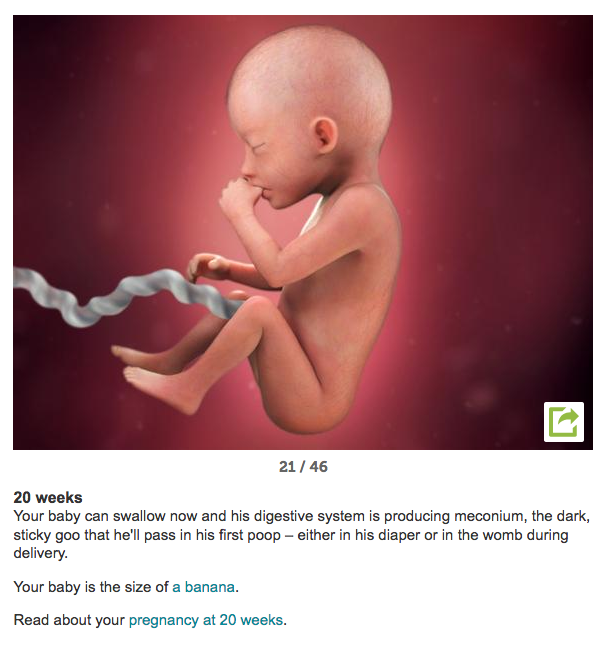 21 / 46
20 weeks
Your baby can swallow now and his digestive system is producing meconium, the dark,
sticky goo that he'll pass in his first poop – either in his diaper or in the womb during
delivery.
Your baby is the size of a banana.
Read about your pregnancy at 20 weeks.